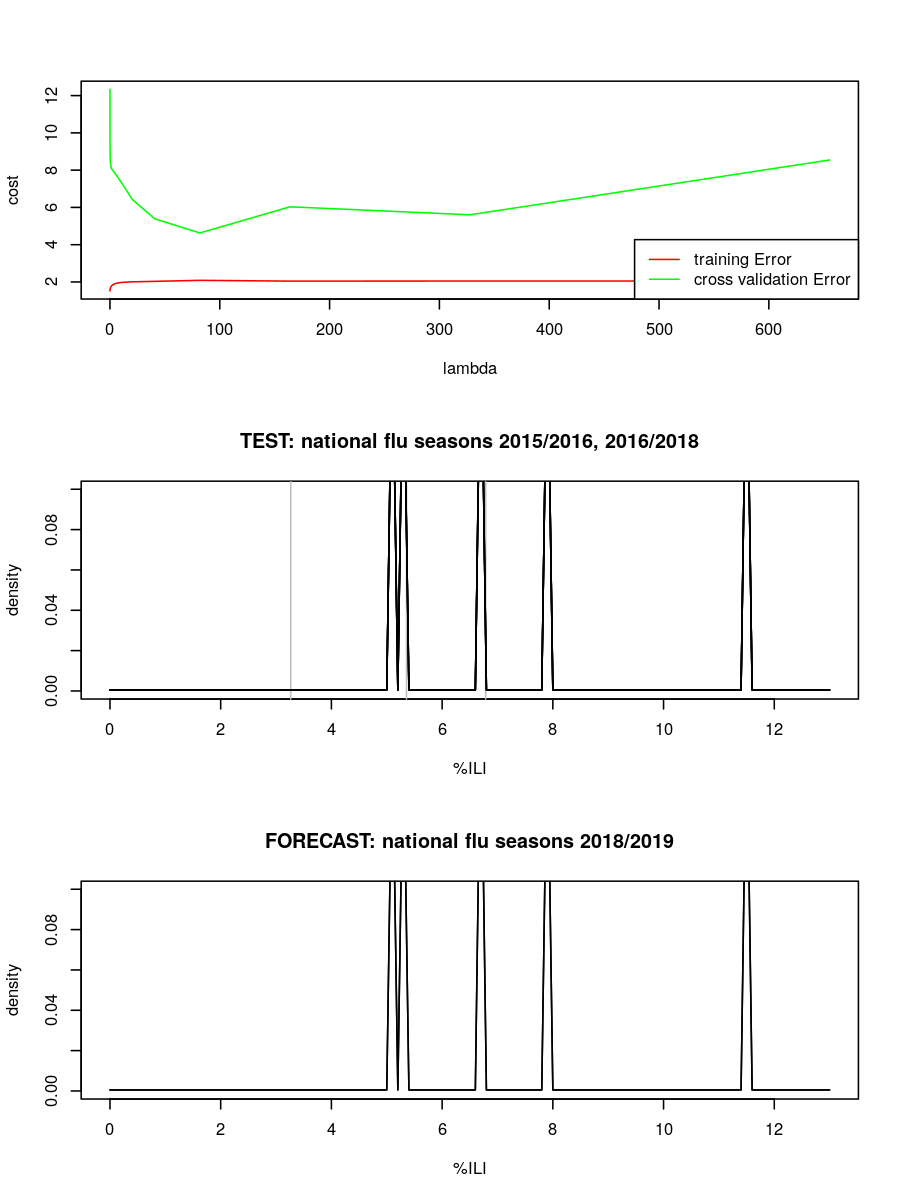 12
10
8
6
4
2
cost
training Error
cross validation Error
0 100 200 300 400 500 600
lambda
TEST: national flu seasons 2015/2016, 2016/2018
0.08
0.04
0.00
density
0 2 4 6 8 10 12
%ILI
FORECAST: national flu seasons 2018/2019
0.08
0.04
0.00
density
0 2 4 6 8 10 12
%ILI